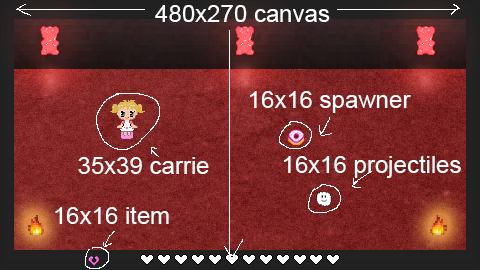 480x270 canvas
16x16 spawner
35x39 carrie
16x16 projectiles
16x16 item